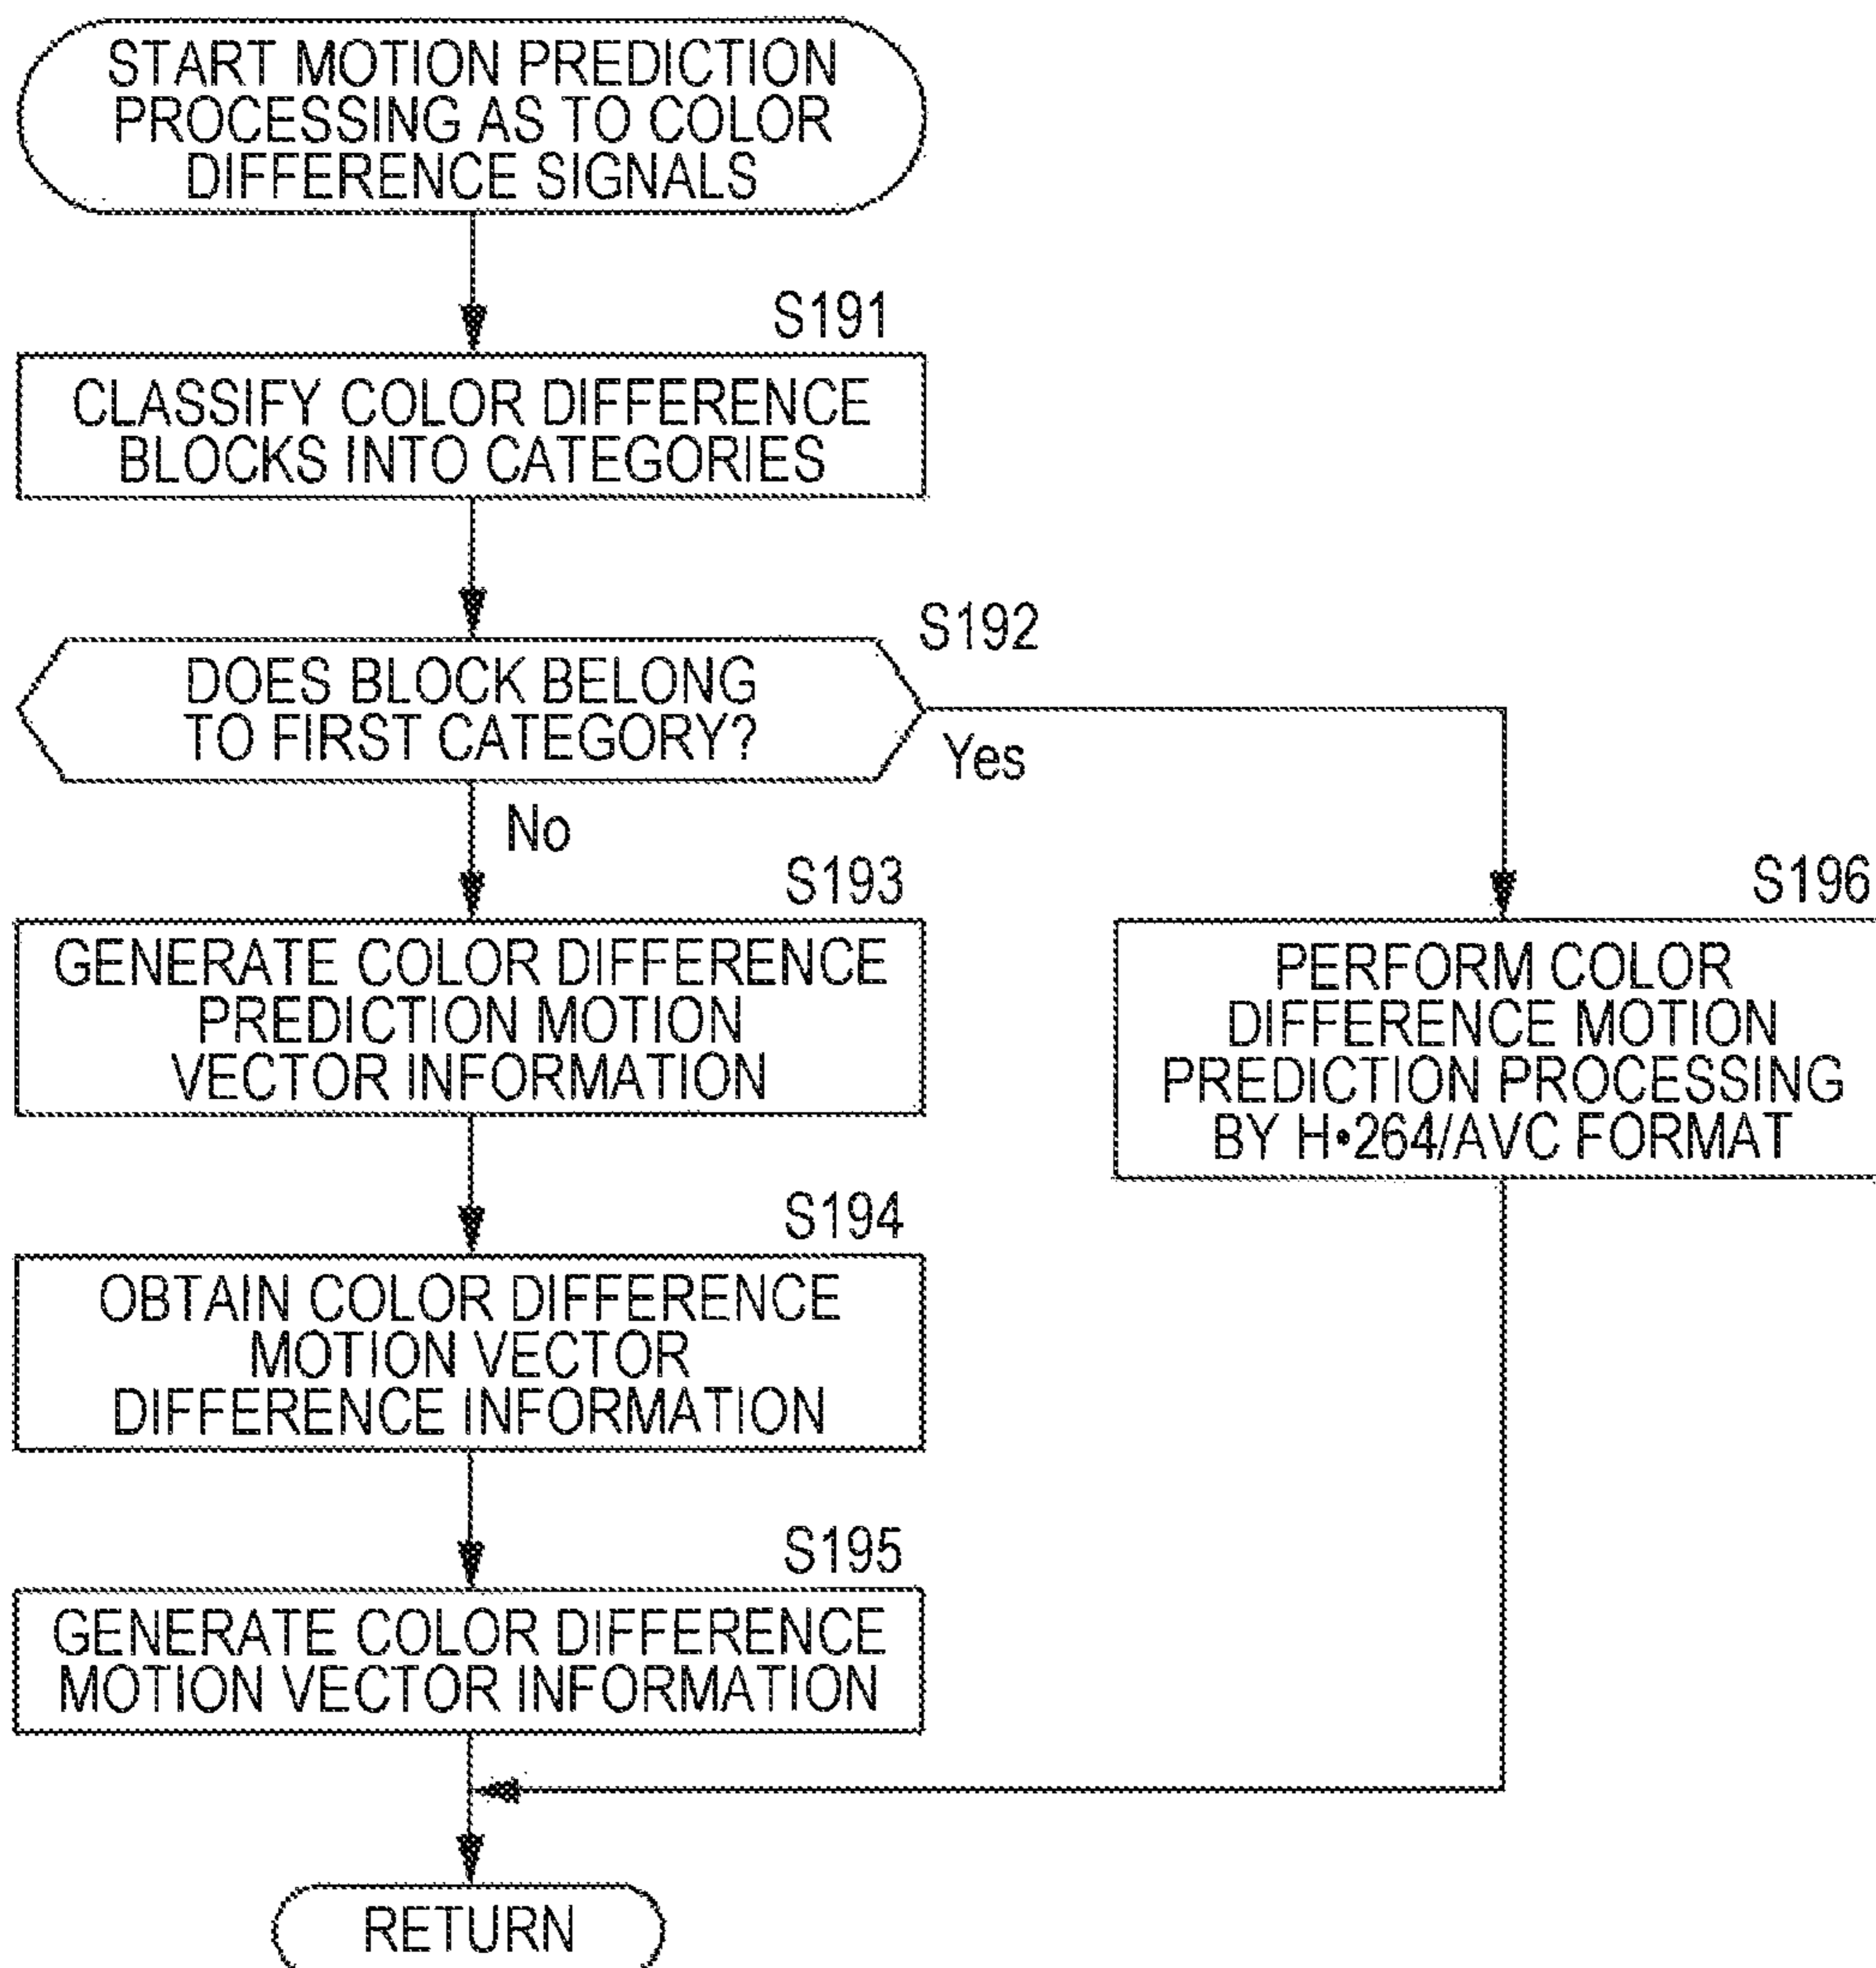 START MOTION PREDICTION
PROCESSING AS TO COLOR
DIFFERENCE SIGNALS
S191
CLASSIFY COLOR DIFFERENCE
BLOCKS INTO CATEGORIES
S192
DOES BLOCK BELONG
TO FIRST CATEGORY?
Yes
No
S193
GENERATE COLOR DIFFERENCE
PREDICTION MOTION
VECTOR INFORMATION
S196
PERFORM COLOR
DIFFERENCE MOTION
PREDICTION PROCESSING
BY H•264/AVC FORMAT
S194
OBTAIN COLOR DIFFERENCE
MOTION VECTOR
DIFFERENCE INFORMATION
S195
GENERATE COLOR DIFFERENCE
MOTION VECTOR INFORMATION
RETURN